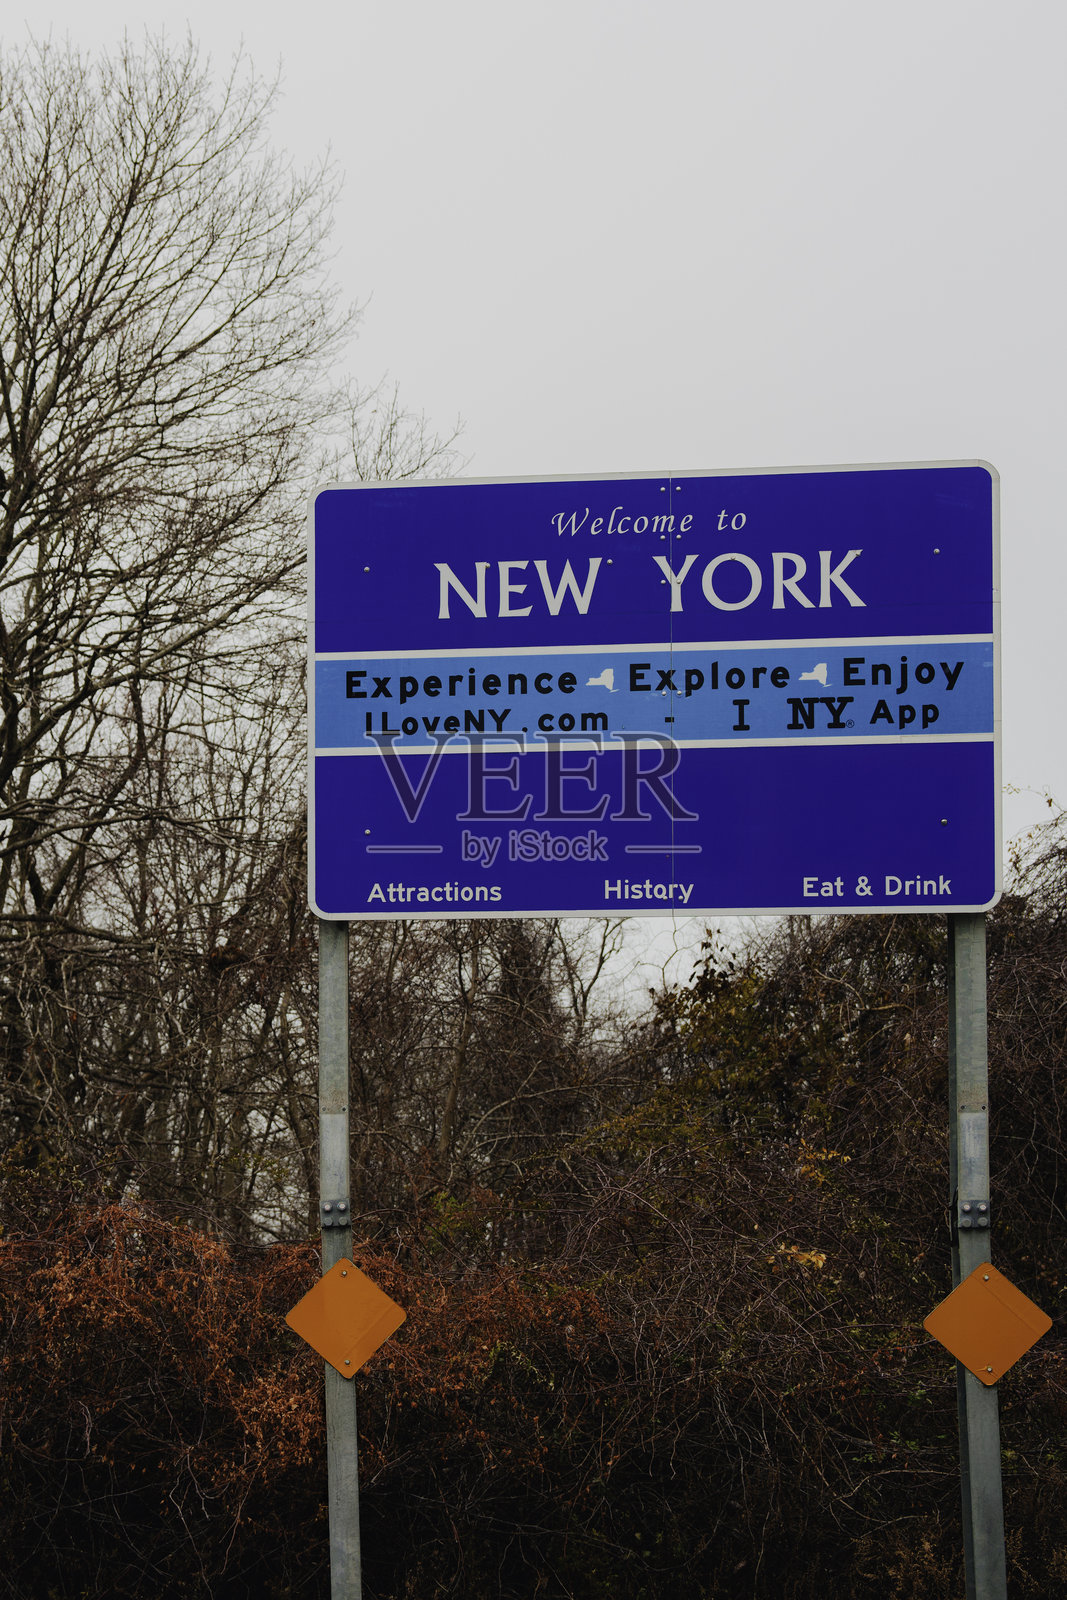 Welcome to
NEW YORK
Experience Explore Enjoy
ILoveNY.com - I NY® App
VEER
by iStock
Attractions History Eat & Drink